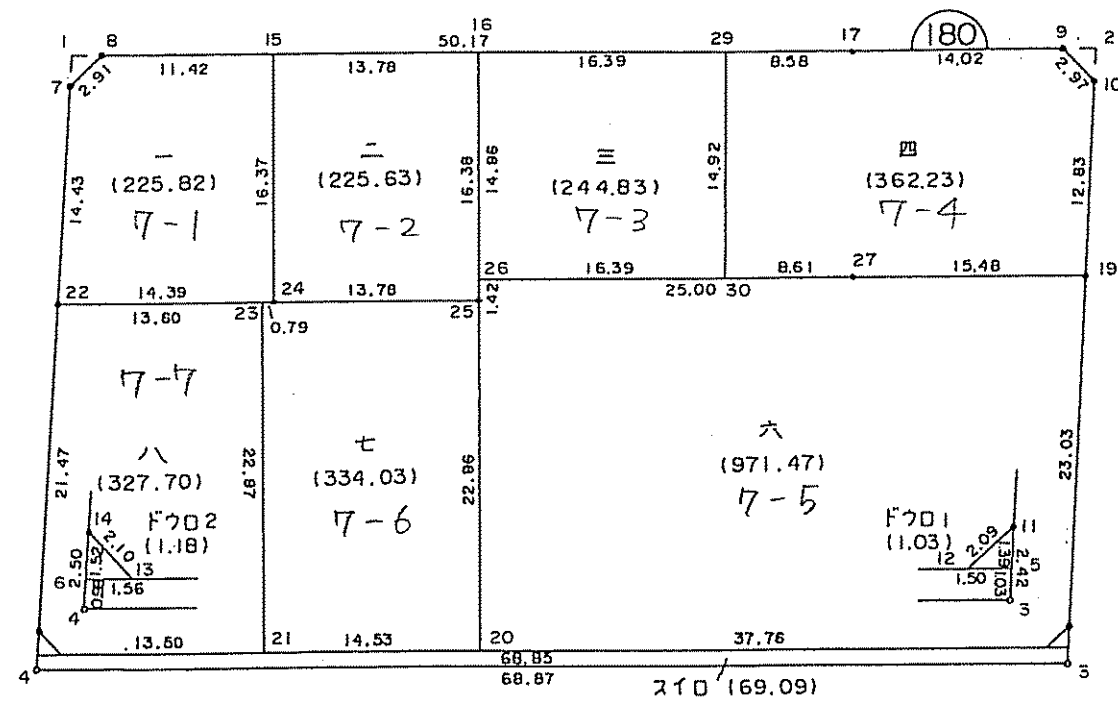 1 8 15 16 29 17 180 9 2
50.17
11.42 13.78 16.39 8.58 14.02
7 2.91 2.97 10
14.43 16.37 16.38 14.86 14.92 12.83
一 二 三 四
(225.82) (225.63) (244.83) (362.23)
7-1 7-2 7-3 7-4
26 16.39 8.61 27 15.48 19
22 14.39 24 13.78 25 1.42 25.00 30
13.60 23 0.79
7-7
八 七 六
(327.70) (334.03) (971.47)
7-6 7-5
21.47 22.87 22.86 23.03
14 ドウロ2 ドウロ1 11
(1.18) (1.03)
2.10 2.09
6 2.50 1.52 13 12 1.39 2.42 5
1.56 1.50
4 1.03 3
13.60 21 14.53 20 37.76
68.85
4 68.87 3
スイロ (69.09)